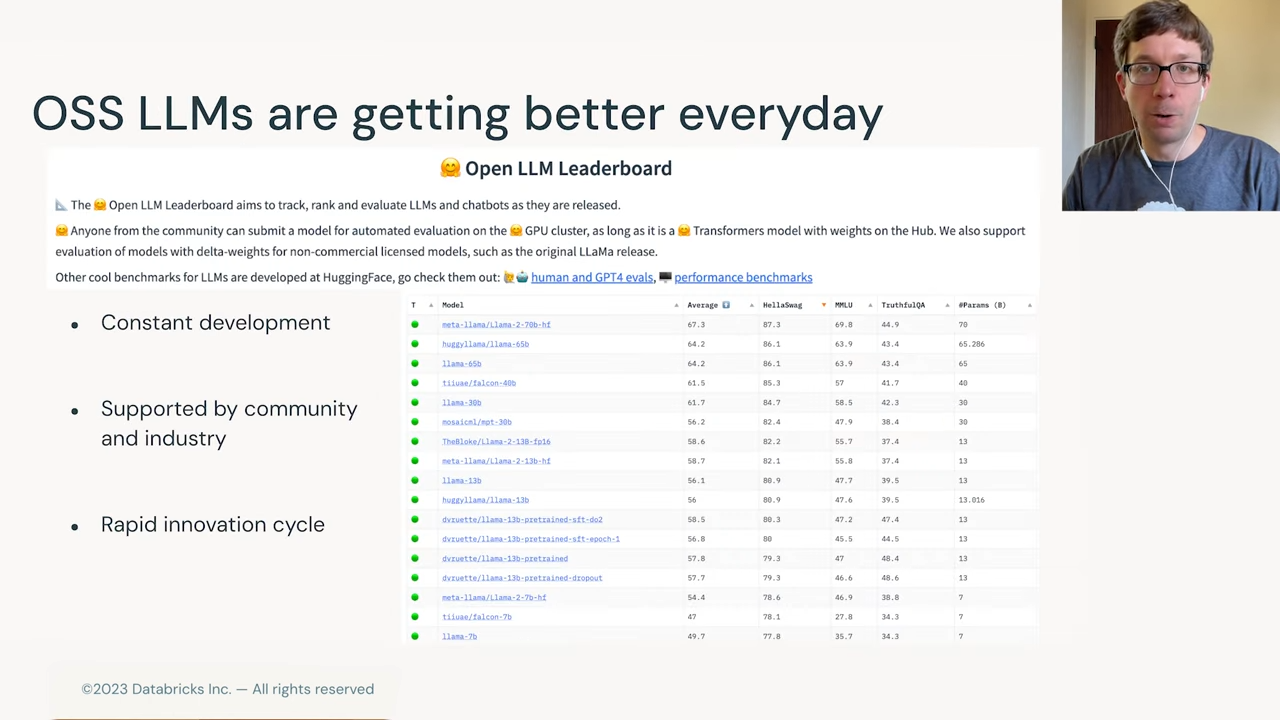 OSS LLMs are getting better everyday
🤗 Open LLM Leaderboard
📐 The 🤗 Open LLM Leaderboard aims to track, rank and evaluate LLMs and chatbots as they are released.
🤗 Anyone from the community can submit a model for automated evaluation on the 🤗 GPU cluster, as long as it is a 🤗 Transformers model with weights on the Hub. We also support
evaluation of models with delta-weights for non-commercial licensed models, such as the original LLaMa release.
Other cool benchmarks for LLMs are developed at HuggingFace, go check them out: 🙋🤖 human and GPT4 evals, 🖥️ performance benchmarks
• Constant development
• Supported by community
and industry
• Rapid innovation cycle
T Model Average HellaSwag MMLU TruthfulQA #Params (B)
meta-llama/Llama-2-70b-hf 67.3 87.3 69.8 44.9 70
huggyllama/llama-65b 64.2 86.1 63.9 43.4 65.286
llama-65b 64.2 86.1 63.9 43.4 65
tiiuae/falcon-40b 61.5 85.3 57 41.7 40
llama-30b 61.7 84.7 58.5 42.3 30
mosaicml/mpt-30b 56.2 82.4 47.9 38.4 30
TheBloke/Llama-2-13B-fp16 58.6 82.2 55.7 37.4 13
meta-llama/Llama-2-13b-hf 58.7 82.1 55.8 37.4 13
llama-13b 56.1 80.9 47.7 39.5 13
huggyllama/llama-13b 56 80.9 47.6 39.5 13.016
dvruette/llama-13b-pretrained-sft-do2 58.5 80.3 47.2 47.4 13
dvruette/llama-13b-pretrained-sft-epoch-1 56.8 80 45.5 44.5 13
dvruette/llama-13b-pretrained 57.8 79.3 47 48.4 13
dvruette/llama-13b-pretrained-dropout 57.7 79.3 46.6 48.6 13
meta-llama/Llama-2-7b-hf 54.4 78.6 46.9 38.8 7
tiiuae/falcon-7b 47 78.1 27.8 34.3 7
llama-7b 49.7 77.8 35.7 34.3 7
©2023 Databricks Inc. — All rights reserved